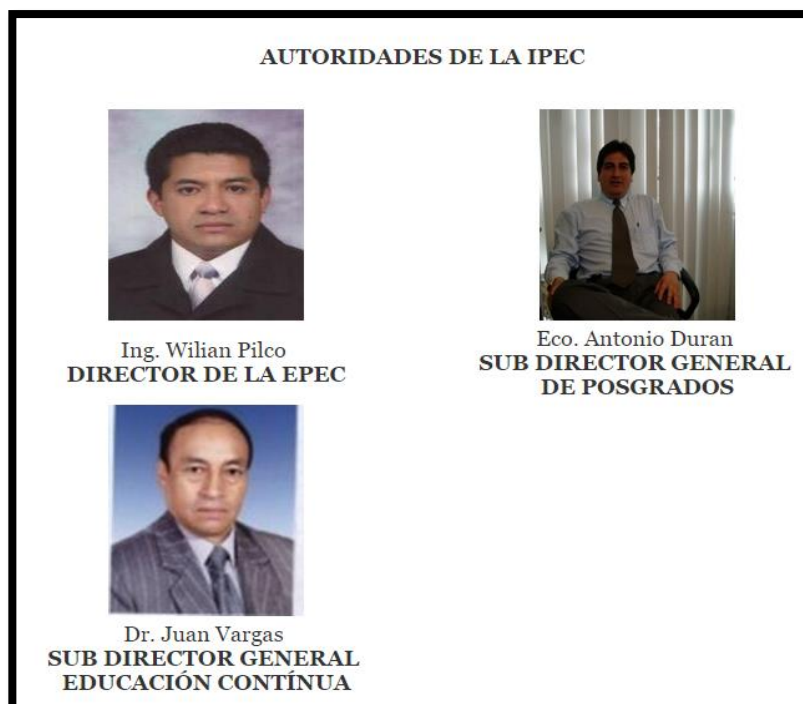 AUTORIDADES DE LA IPEC
Ing. Wilian Pilco
DIRECTOR DE LA EPEC
Eco. Antonio Duran
SUB DIRECTOR GENERAL
DE POSGRADOS
Dr. Juan Vargas
SUB DIRECTOR GENERAL
EDUCACIÓN CONTÍNUA